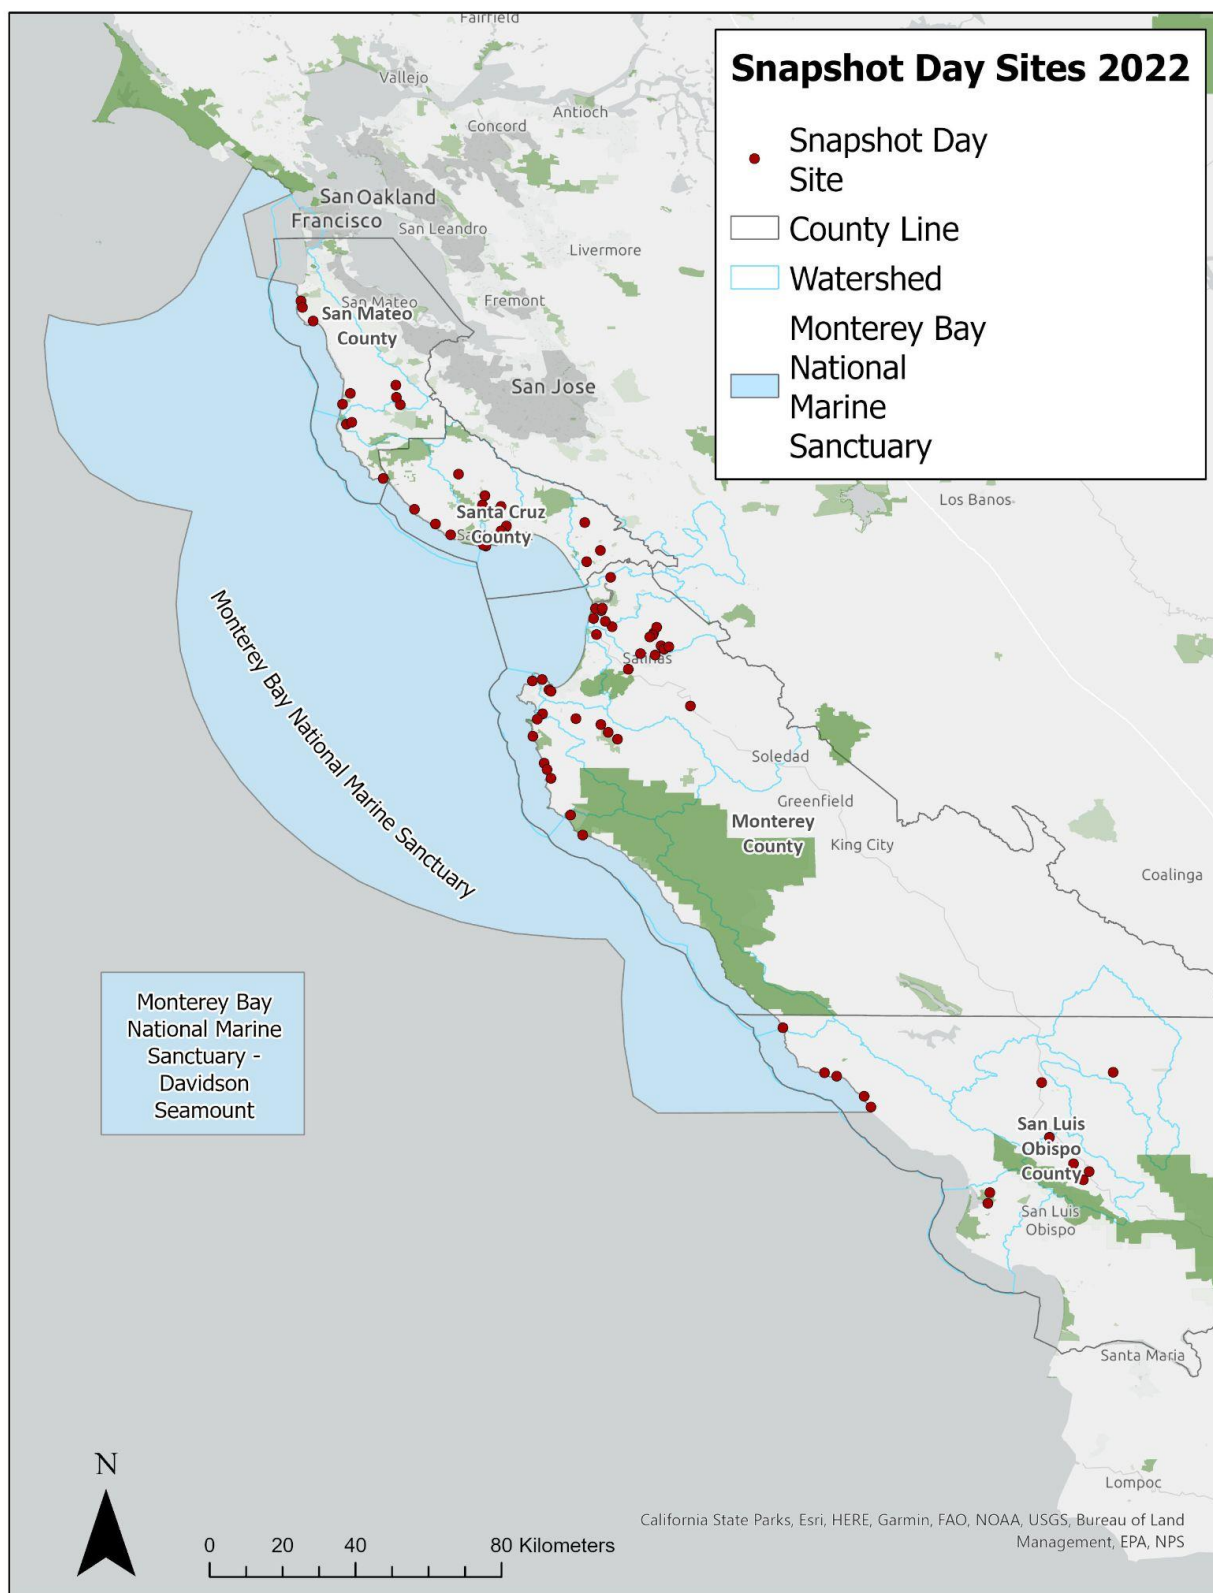 Snapshot Day Sites 2022
Snapshot Day
Site
County Line
Watershed
Monterey Bay
National
Marine
Sanctuary
Fairfield
Vallejo
Antioch
Concord
San
Francisco
Oakland
San Leandro
Livermore
San Mateo
Fremont
San Mateo
County
San Jose
Los Banos
Santa Cruz
County
Salinas
Monterey Bay National Marine Sanctuary
Soledad
Greenfield
Monterey
County
King City
Coalinga
Monterey Bay
National Marine
Sanctuary -
Davidson
Seamount
San Luis
Obispo
County
San Luis
Obispo
Santa Maria
Lompoc
N
0 20 40 80 Kilometers
California State Parks, Esri, HERE, Garmin, FAO, NOAA, USGS, Bureau of Land
Management, EPA, NPS